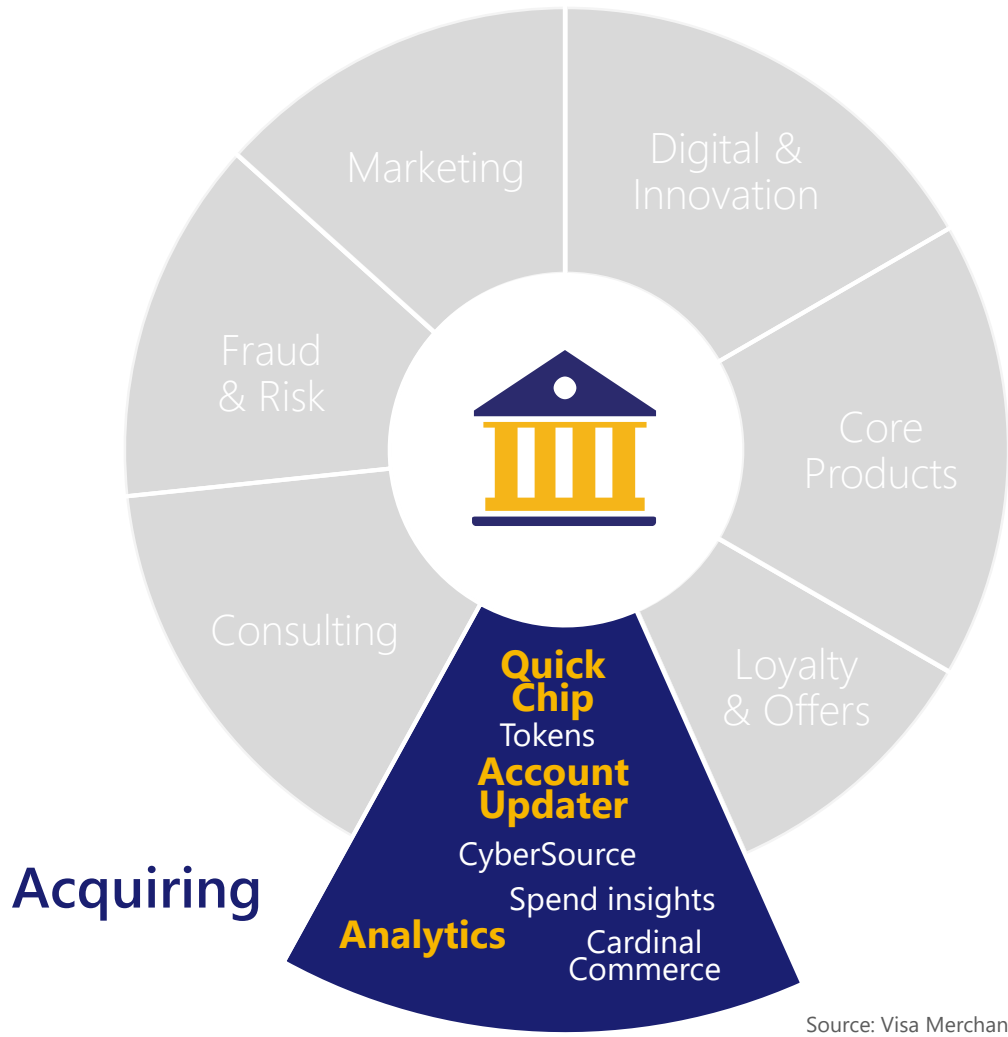 Marketing
Digital &
Innovation
Fraud
& Risk
Core
Products
Consulting
Loyalty
& Offers
Quick
Chip
Tokens
Account
Updater
CyberSource
Acquiring
Spend insights
Analytics
Cardinal
Commerce
Source: Visa Merchan